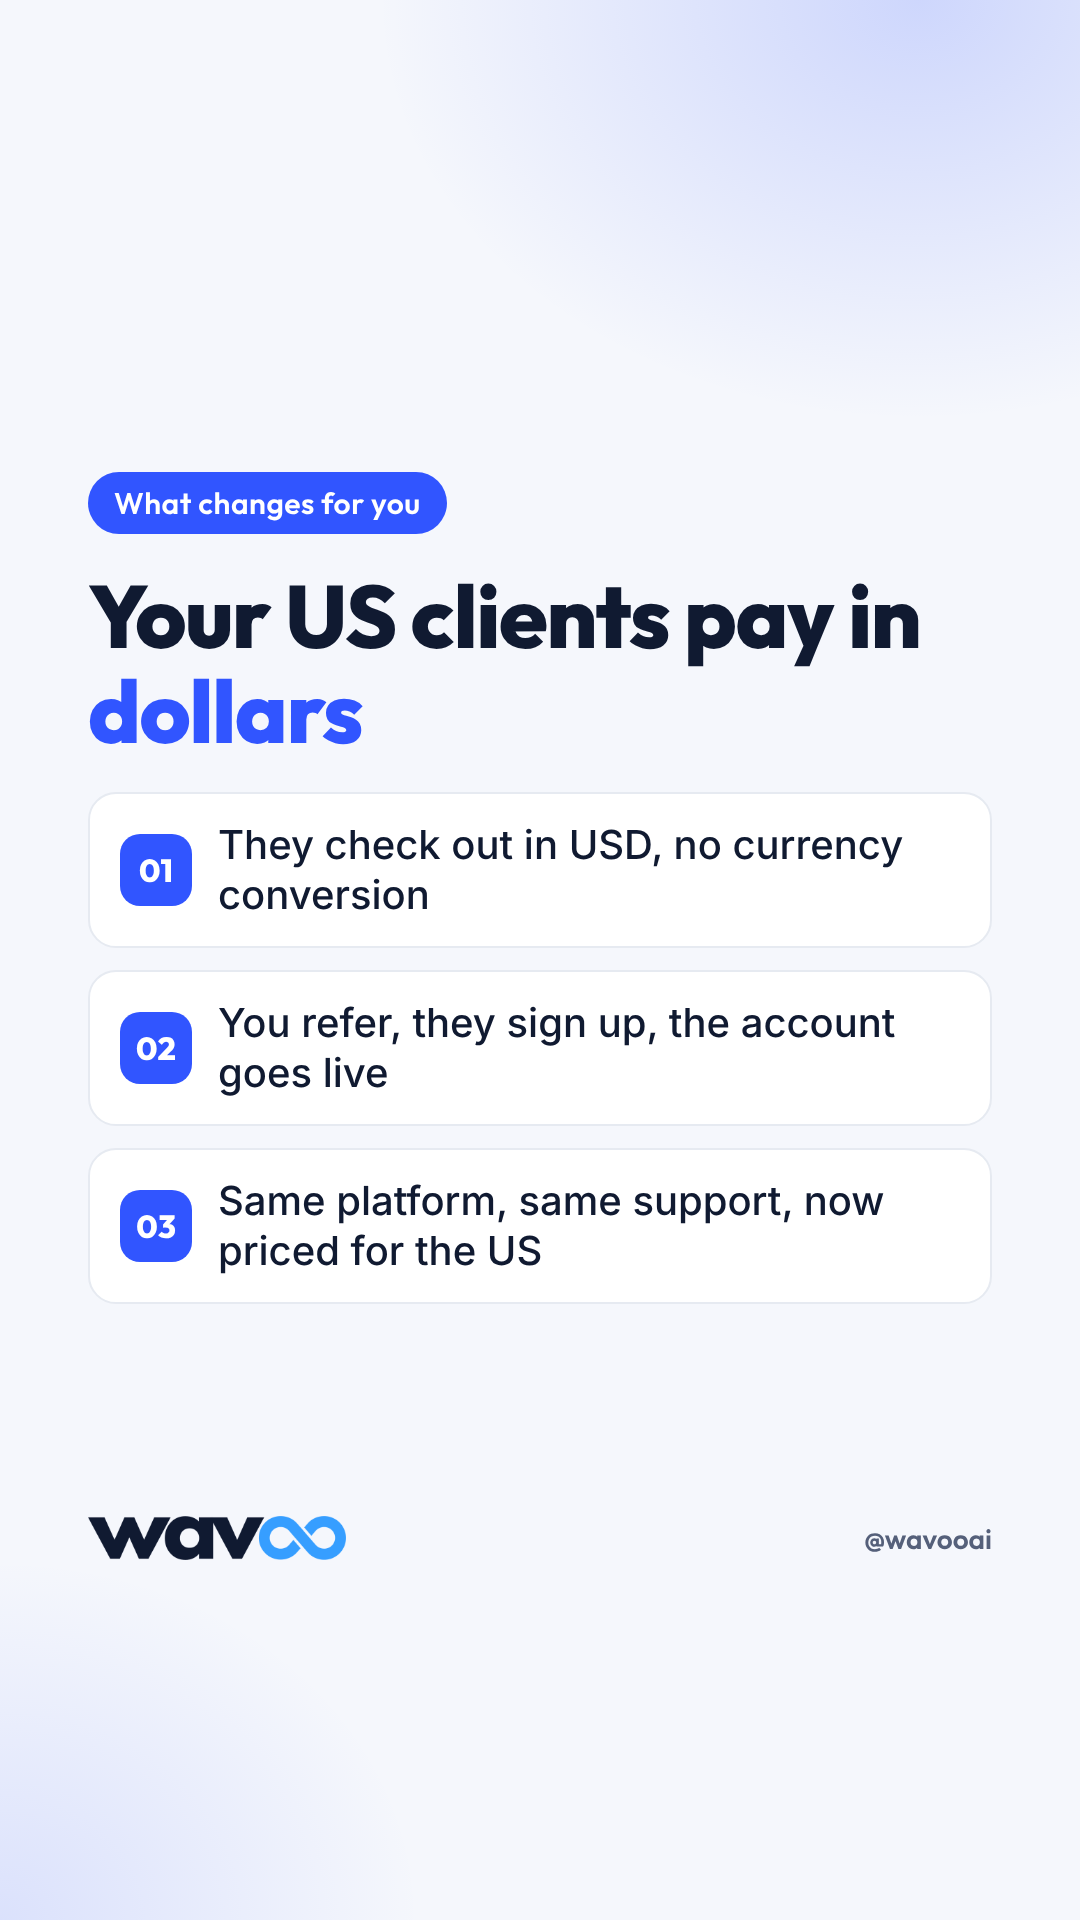 What changes for you
Your US clients pay in
dollars
01
They check out in USD, no currency
conversion
02
You refer, they sign up, the account
goes live
03
Same platform, same support, now
priced for the US
wavoo
@wavooai